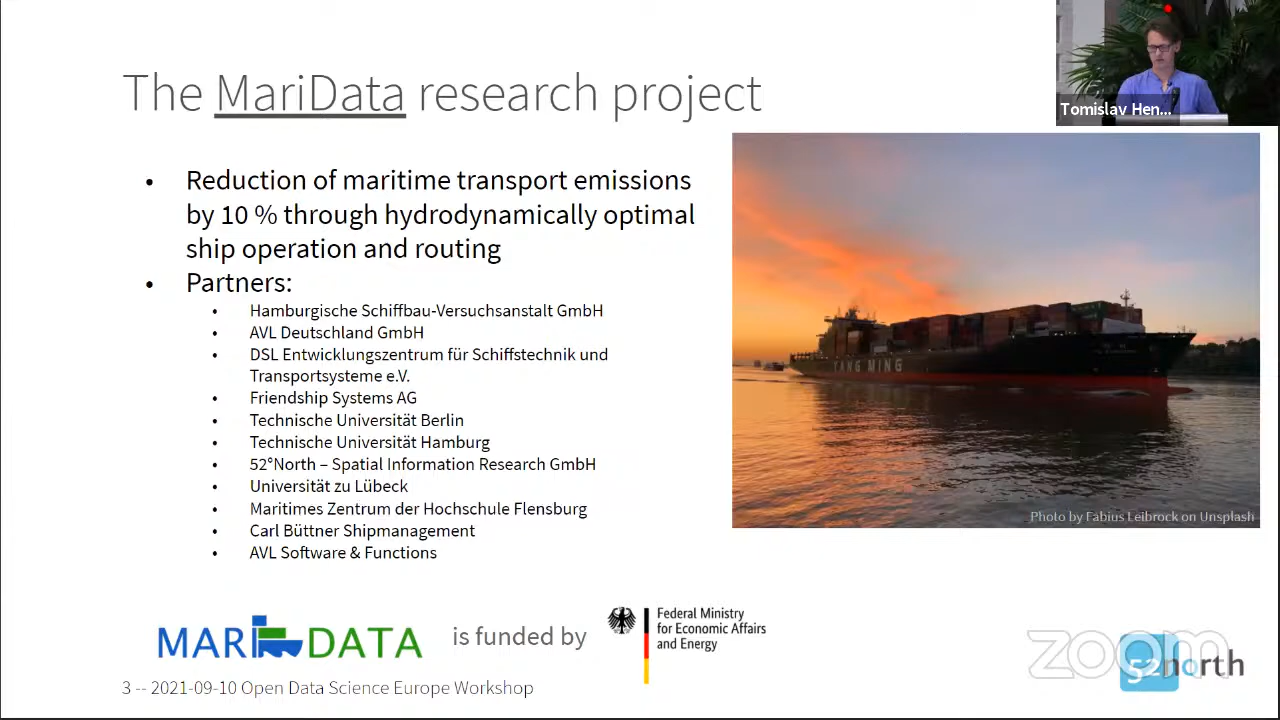 The MariData research project
Tomislav Hen...
• Reduction of maritime transport emissions
by 10 % through hydrodynamically optimal
ship operation and routing
• Partners:
• Hamburgische Schiffbau-Versuchsanstalt GmbH
• AVL Deutschland GmbH
• DSL Entwicklungszentrum für Schiffstechnik und
Transportsysteme e.V.
• Friendship Systems AG
• Technische Universität Berlin
• Technische Universität Hamburg
• 52°North – Spatial Information Research GmbH
• Universität zu Lübeck
• Maritimes Zentrum der Hochschule Flensburg
• Carl Büttner Shipmanagement
• AVL Software & Functions
YANG MING
Photo by Fabius Leibrock on Unsplash
MARI DATA
is funded by
Federal Ministry
for Economic Affairs
and Energy
zoom
52north
3 -- 2021-09-10 Open Data Science Europe Workshop